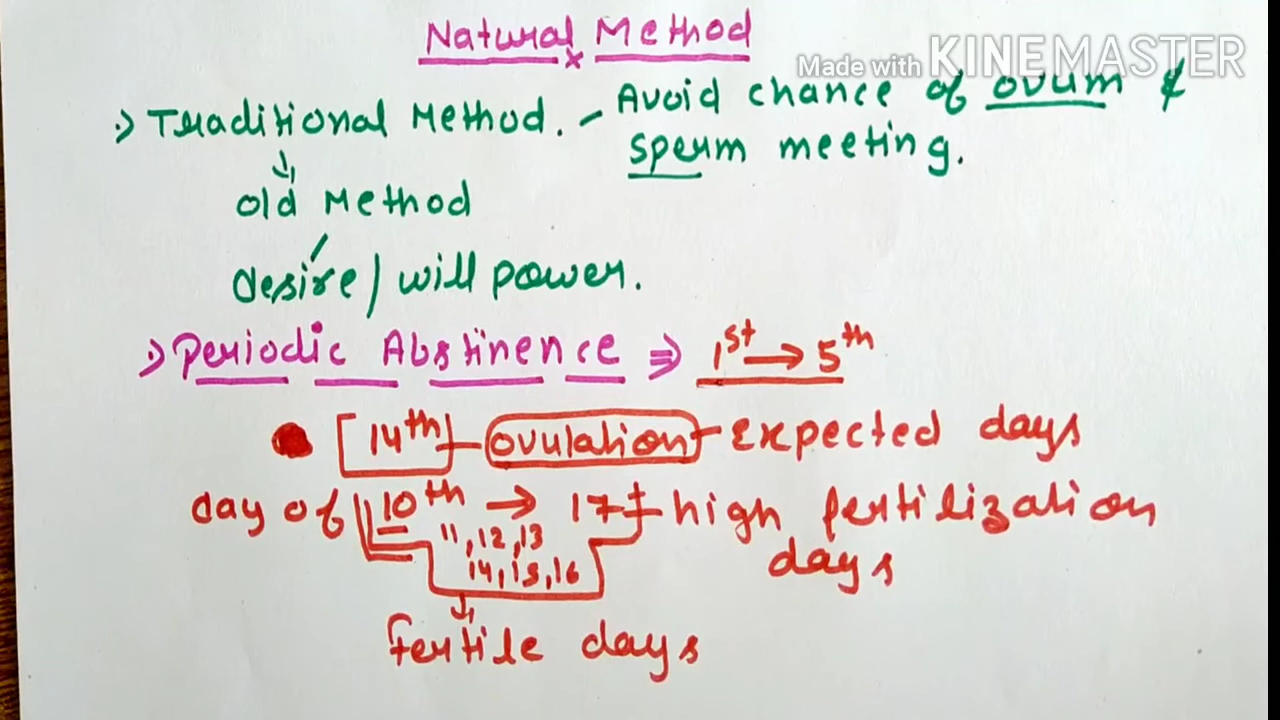 Natural Method
Made with KINEMASTER
Traditional Method. - Avoid chance of ovum &
sperm meeting.
old Method
desire / will power.
Periodic Abstinence ⇒ 1st → 5th
14th - ovulation - Expected days
day of 10th → 17t - high fertilization
days
11, 12, 13
14, 15, 16
fertile days